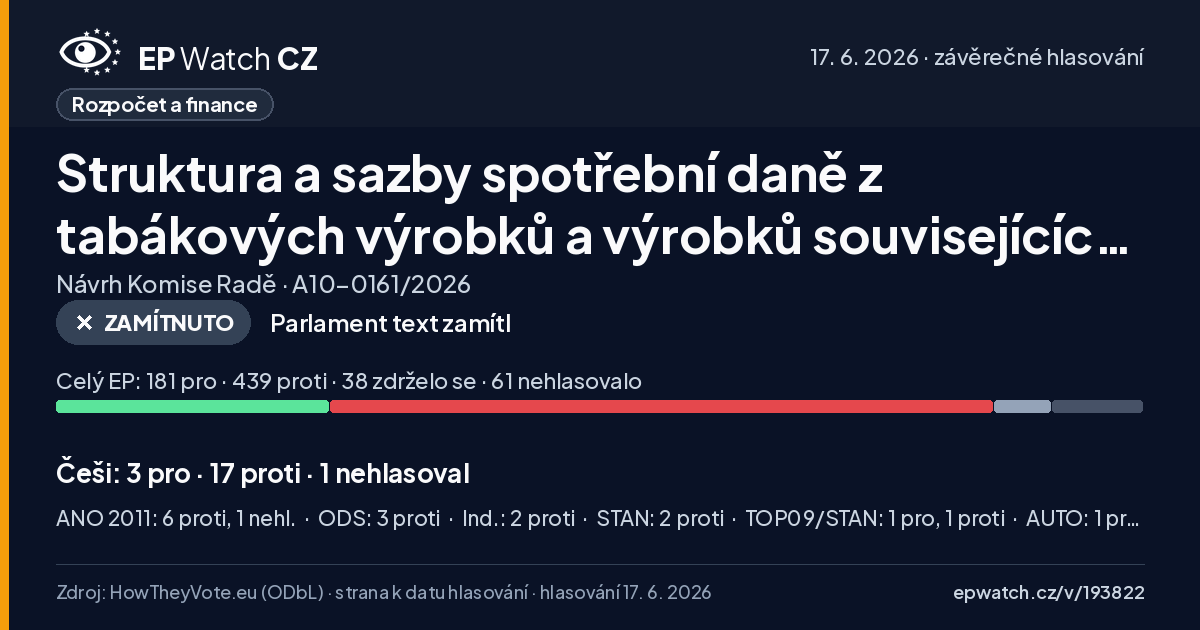 EP Watch CZ
17. 6. 2026 · závěrečné hlasování
Rozpočet a finance
Struktura a sazby spotřební daně z
tabákových výrobků a výrobků souvisejícíc…
Návrh Komise Radě · A10–0161/2026
✕ ZAMÍTNUTO Parlament text zamítl
Celý EP: 181 pro · 439 proti · 38 zdrželo se · 61 nehlasovalo
Češi: 3 pro · 17 proti · 1 nehlasoval
ANO 2011: 6 proti, 1 nehl. · ODS: 3 proti · Ind.: 2 proti · STAN: 2 proti · TOP09/STAN: 1 pro, 1 proti · AUTO: 1 pr…
Zdroj: HowTheyVote.eu (ODbL) · strana k datu hlasování · hlasování 17. 6. 2026
epwatch.cz/v/193822